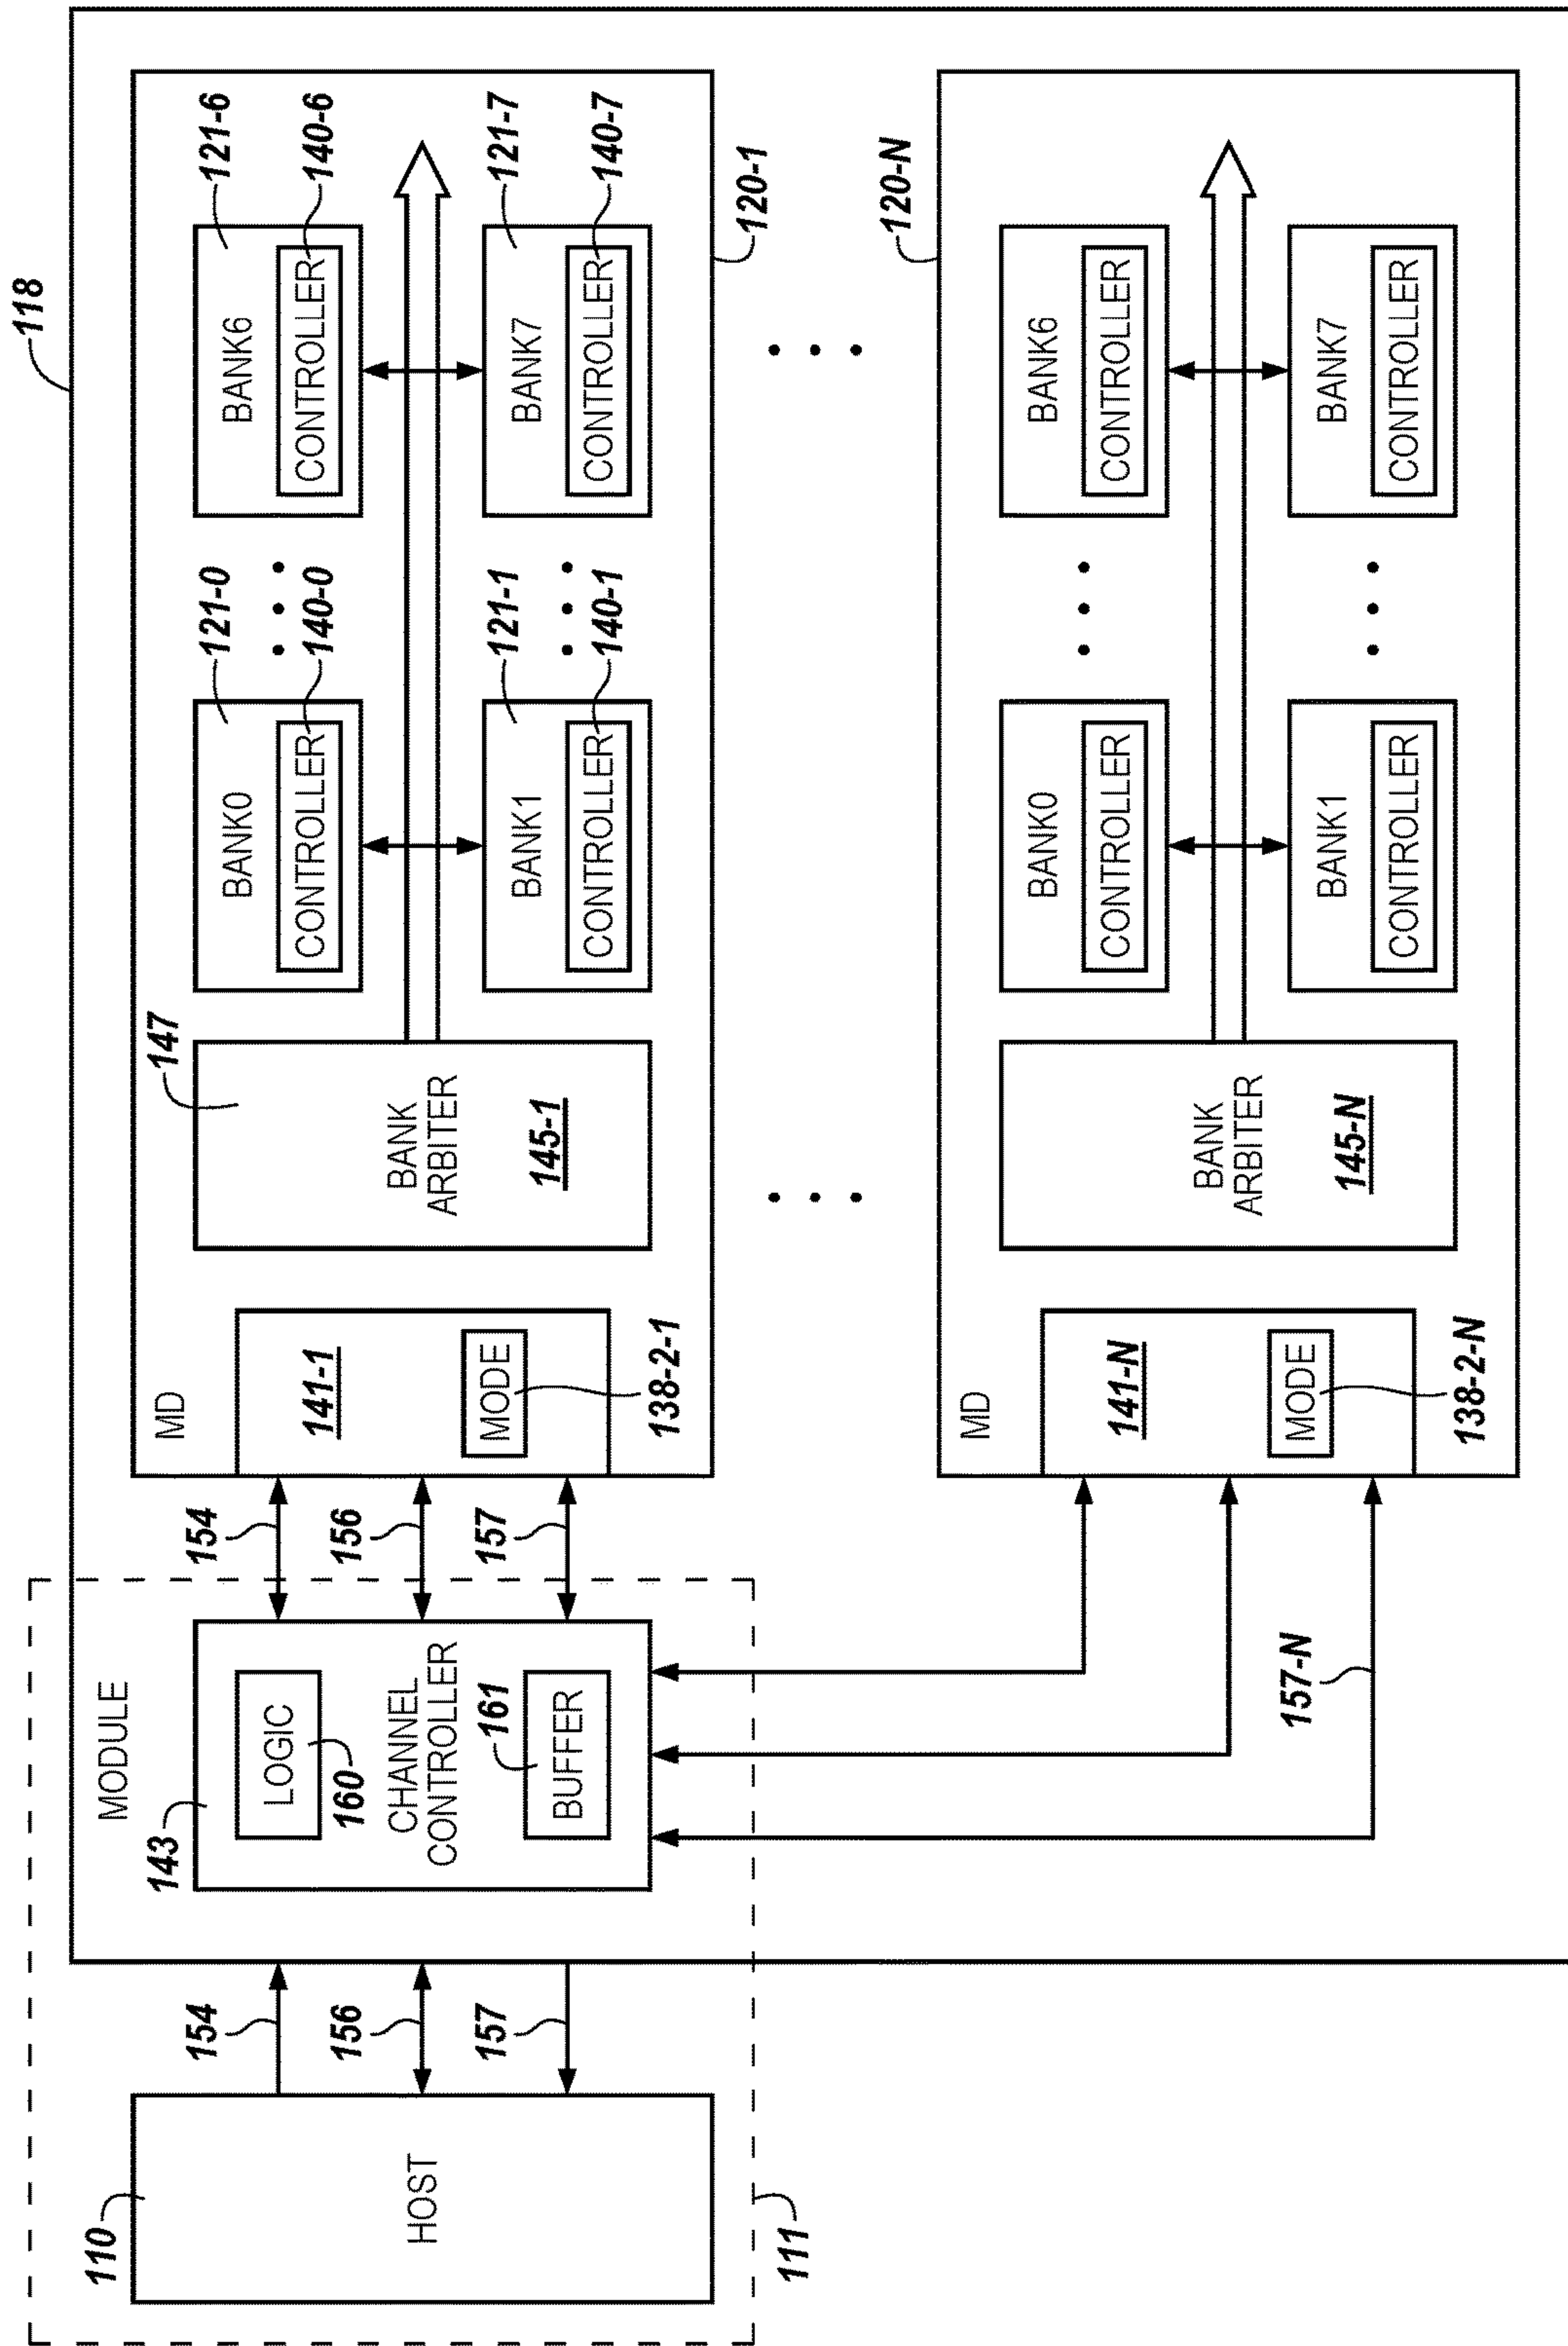 118
MODULE
143
LOGIC
160
CHANNEL
CONTROLLER
161
BUFFER
110
HOST
111
154
156
157
154
156
157
157-N
MD
141-1
MODE
138-2-1
147
BANK
ARBITER
145-1
121-0
BANK0
CONTROLLER
140-0
121-6
BANK6
CONTROLLER
140-6
121-1
BANK1
CONTROLLER
140-1
121-7
BANK7
CONTROLLER
140-7
120-1
120-N
MD
141-N
MODE
138-2-N
BANK
ARBITER
145-N
BANK0
CONTROLLER
BANK6
CONTROLLER
BANK1
CONTROLLER
BANK7
CONTROLLER